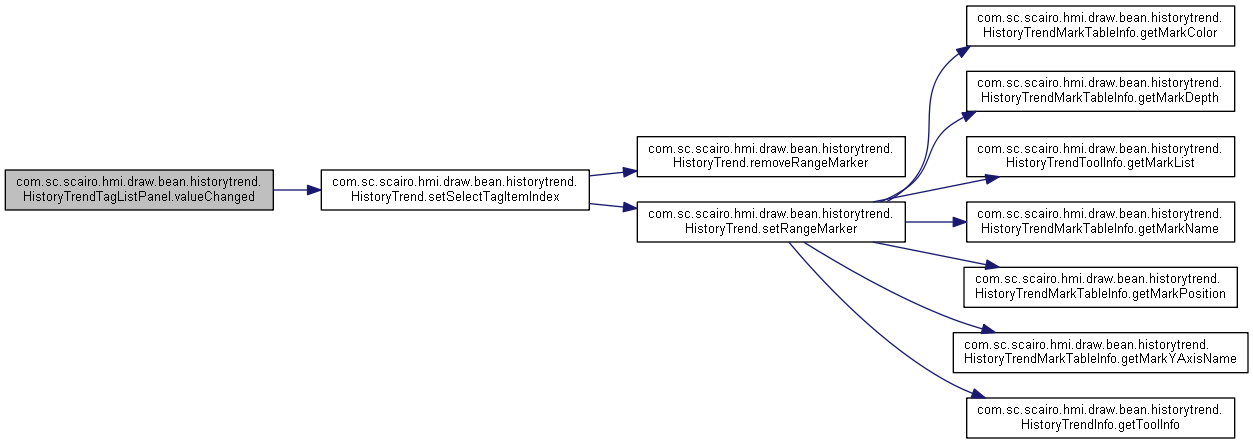 com.sc.scairo.hmi.draw.bean.historytrend.
HistoryTrendTagListPanel.valueChanged
com.sc.scairo.hmi.draw.bean.historytrend.
HistoryTrend.setSelectTagItemIndex
com.sc.scairo.hmi.draw.bean.historytrend.
HistoryTrend.removeRangeMarker
com.sc.scairo.hmi.draw.bean.historytrend.
HistoryTrend.setRangeMarker
com.sc.scairo.hmi.draw.bean.historytrend.
HistoryTrendMarkTableInfo.getMarkColor
com.sc.scairo.hmi.draw.bean.historytrend.
HistoryTrendMarkTableInfo.getMarkDepth
com.sc.scairo.hmi.draw.bean.historytrend.
HistoryTrendToolInfo.getMarkList
com.sc.scairo.hmi.draw.bean.historytrend.
HistoryTrendMarkTableInfo.getMarkName
com.sc.scairo.hmi.draw.bean.historytrend.
HistoryTrendMarkTableInfo.getMarkPosition
com.sc.scairo.hmi.draw.bean.historytrend.
HistoryTrendMarkTableInfo.getMarkYAxisName
com.sc.scairo.hmi.draw.bean.historytrend.
HistoryTrendInfo.getToolInfo